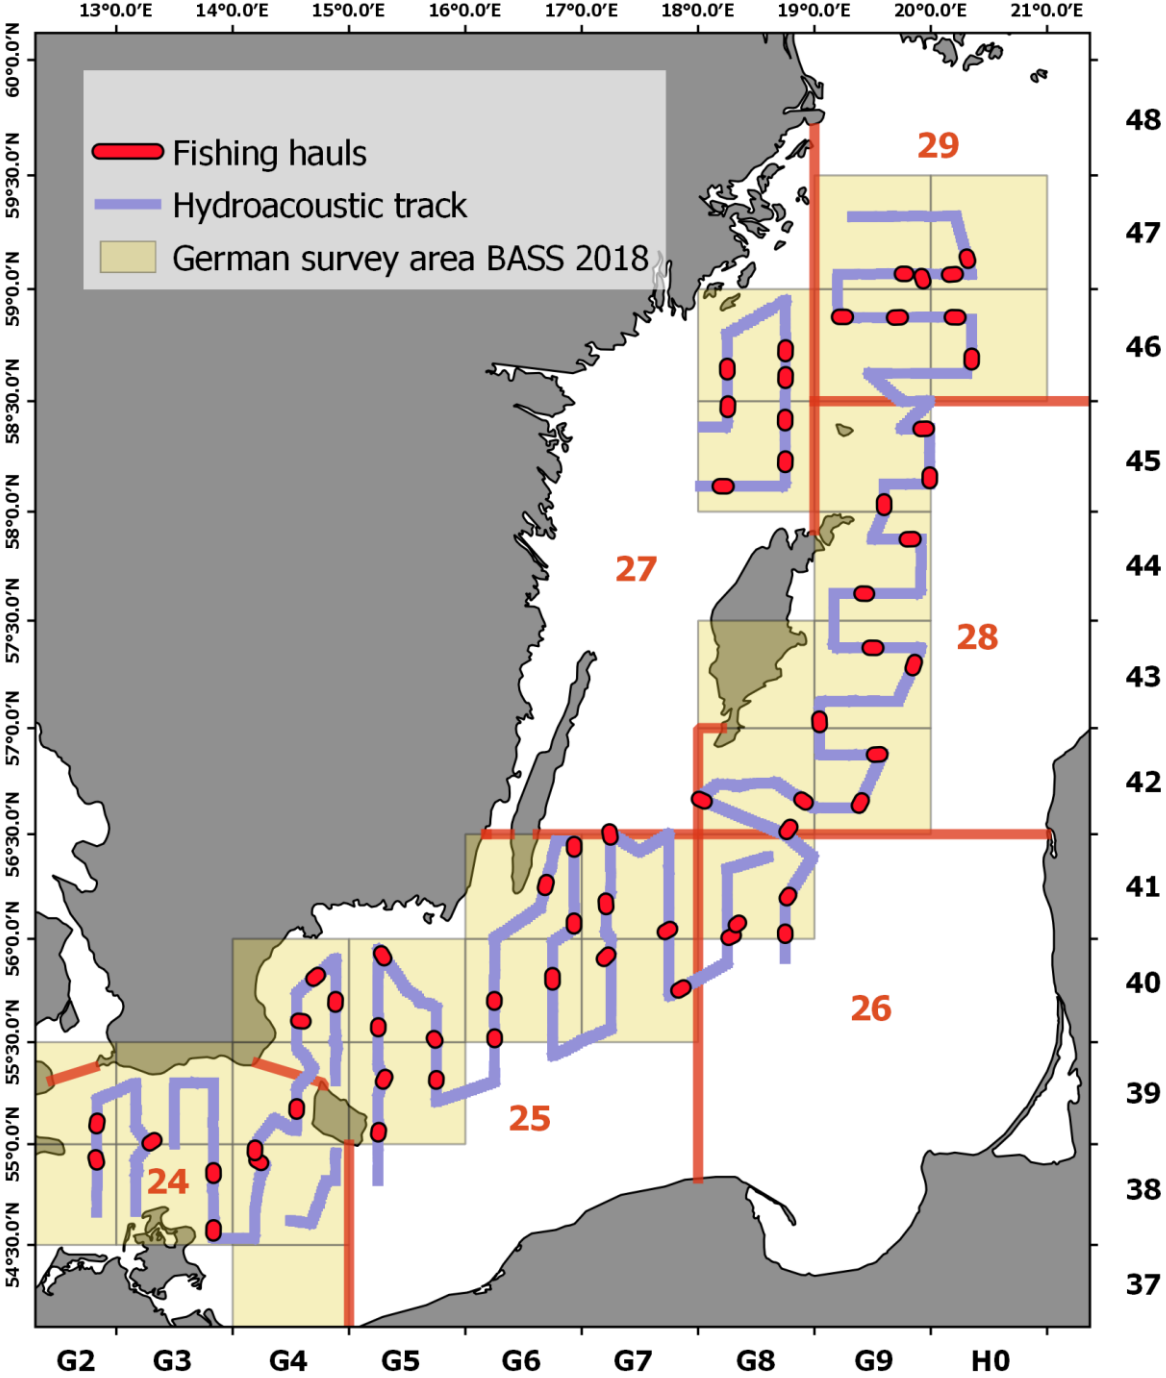 13°0.0'E 14°0.0'E 15°0.0'E 16°0.0'E 17°0.0'E 18°0.0'E 19°0.0'E 20°0.0'E 21°0.0'E
60°0.0'N
Fishing hauls
Hydroacoustic track
German survey area BASS 2018
48
29
59°30.0'N
47
59°0.0'N
46
58°30.0'N
45
58°0.0'N
27
44
57°30.0'N
28
43
57°0.0'N
42
56°30.0'N
41
56°0.0'N
40
26
55°30.0'N
39
25
55°0.0'N
24
38
54°30.0'N
37
G2 G3 G4 G5 G6 G7 G8 G9 H0